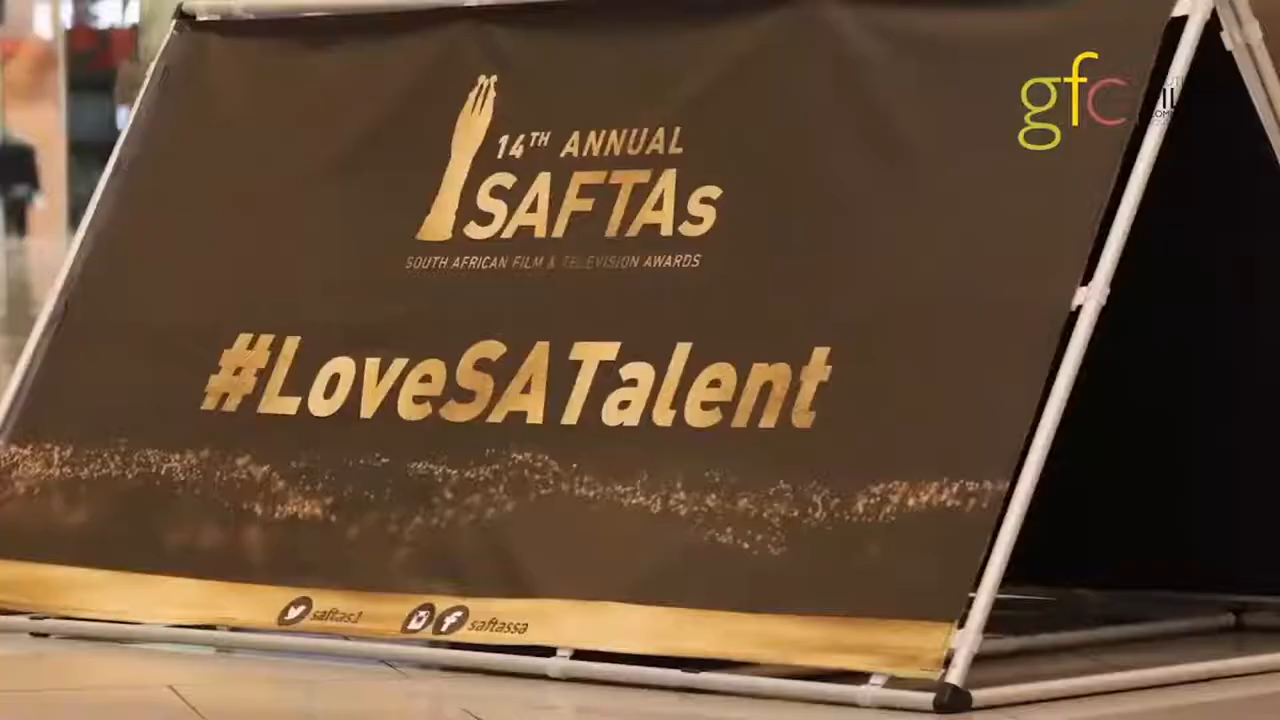 14TH ANNUAL
SAFTAs
SOUTH AFRICAN FILM & TELEVISION AWARDS
#LoveSATalent
saftas1
saftassa
gfc